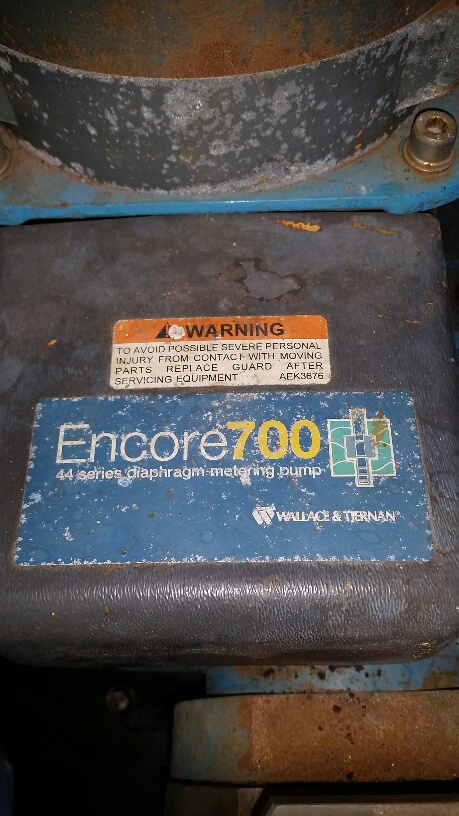 WARNING
TO AVOID POSSIBLE SEVERE PERSONAL
INJURY FROM CONTACT WITH MOVING
PARTS REPLACE GUARD AFTER
SERVICING EQUIPMENT AEK3676
Encore700
44 series diaphragm metering pump
WALLACE & TIERNAN®